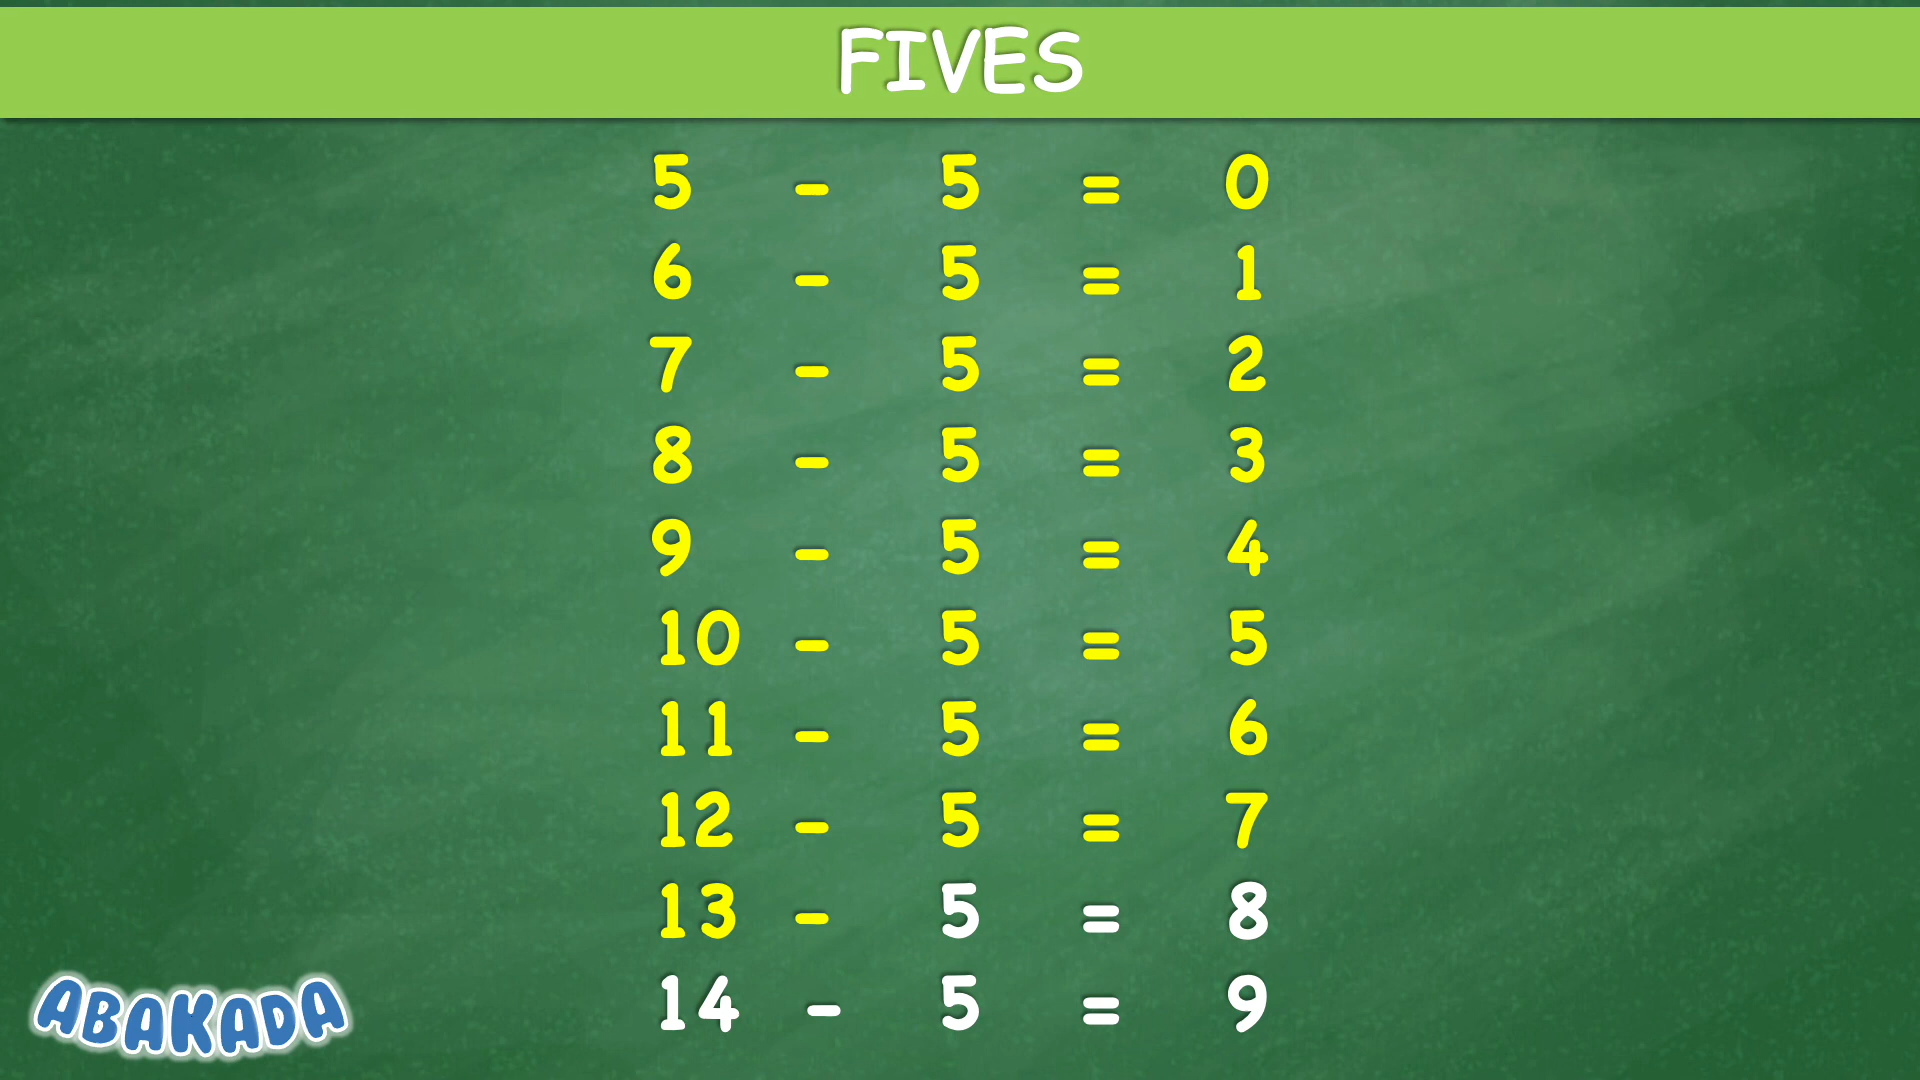 FIVES
5 - 5 = 0
6 - 5 = 1
7 - 5 = 2
8 - 5 = 3
9 - 5 = 4
10 - 5 = 5
11 - 5 = 6
12 - 5 = 7
13 - 5 = 8
14 - 5 = 9
ABAKADA